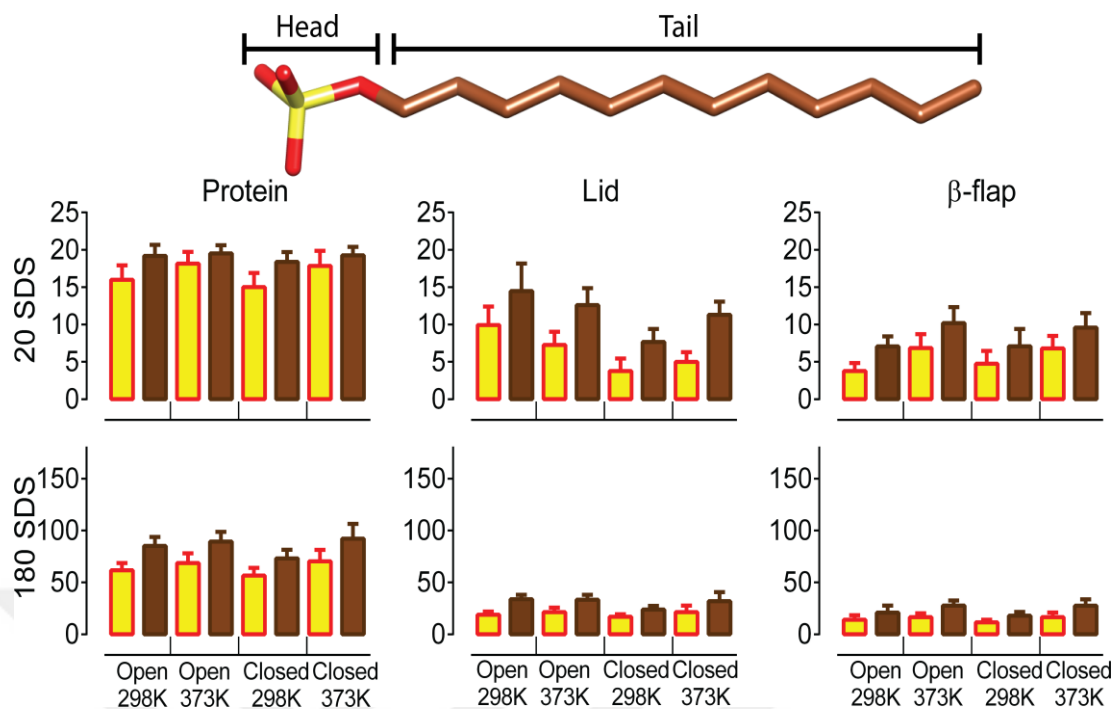 Head Tail
Protein Lid β-flap
20 SDS
25 25 25
20 20 20
15 15 15
10 10 10
5 5 5
0 0 0
180 SDS
150 150 150
100 100 100
50 50 50
0 0 0
Open Open Closed Closed Open Open Closed Closed Open Open Closed Closed
298K 373K 298K 373K 298K 373K 298K 373K 298K 373K 298K 373K